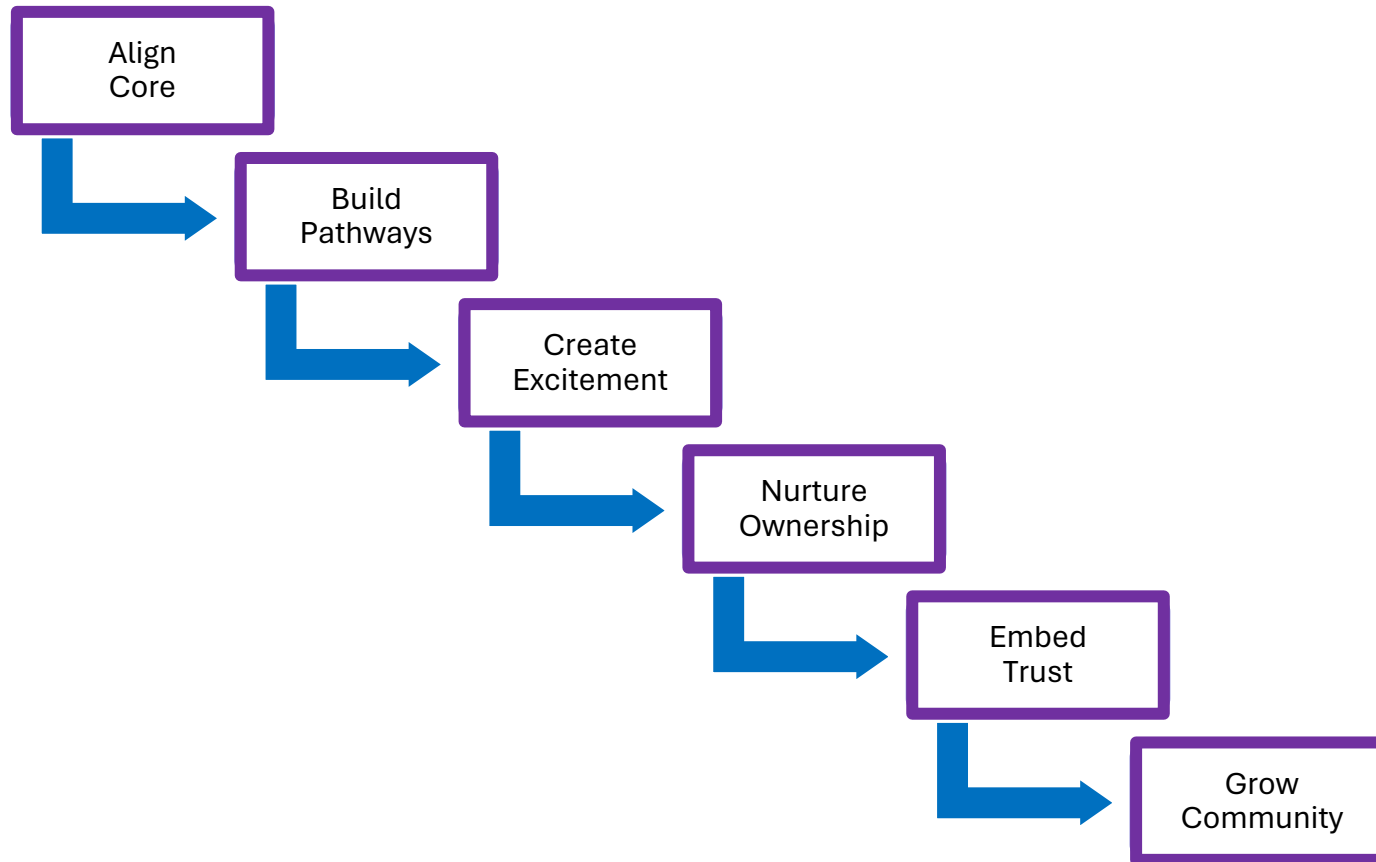 Align
Core
Build
Pathways
Create
Excitement
Nurture
Ownership
Embed
Trust
Grow
Community